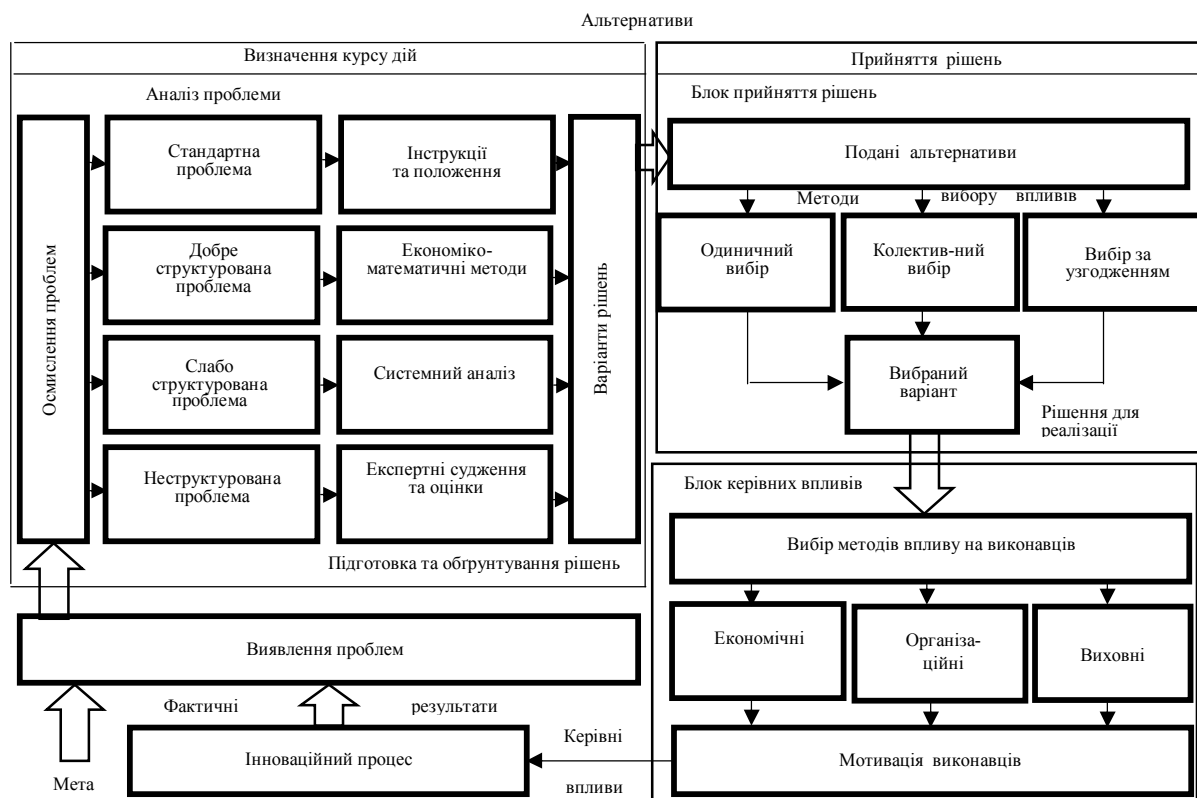 Альтернативи
Визначення курсу дій
Аналіз проблеми
Осмислення проблем
Стандартна
проблема
Інструкції
та положення
Добре
структурована
проблема
Економіко-
математичні методи
Слабо
структурована
проблема
Системний аналіз
Неструктурована
проблема
Експертні судження
та оцінки
Варіанти рішень
Підготовка та обґрунтування рішень
Прийняття рішень
Блок прийняття рішень
Подані альтернативи
Методи вибору впливів
Одиничний
вибір
Колектив-ний
вибір
Вибір за
узгодженням
Вибраний
варіант
Рішення для
реалізації
Блок керівних впливів
Вибір методів впливу на виконавців
Економічні
Організа-
ційні
Виховні
Мотивація виконавців
Виявлення проблем
Фактичні результати
Інноваційний процес
Керівні
впливи
Мета